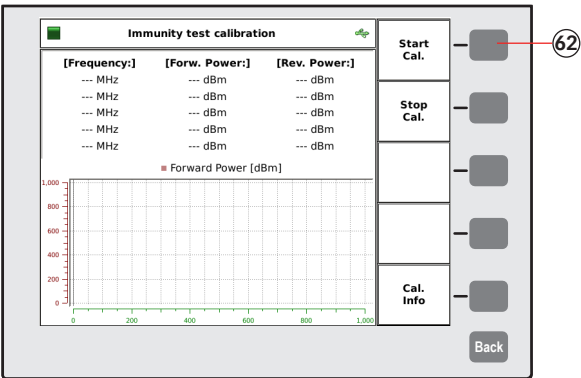 Immunity test calibration
[Frequency:] [Forw. Power:] [Rev. Power:]
--- MHz --- dBm --- dBm
--- MHz --- dBm --- dBm
--- MHz --- dBm --- dBm
--- MHz --- dBm --- dBm
--- MHz --- dBm --- dBm
Forward Power [dBm]
1,000
800
600
400
200
0
0 200 400 600 800 1,000
Start
Cal.
Stop
Cal.
Cal.
Info
Back
62